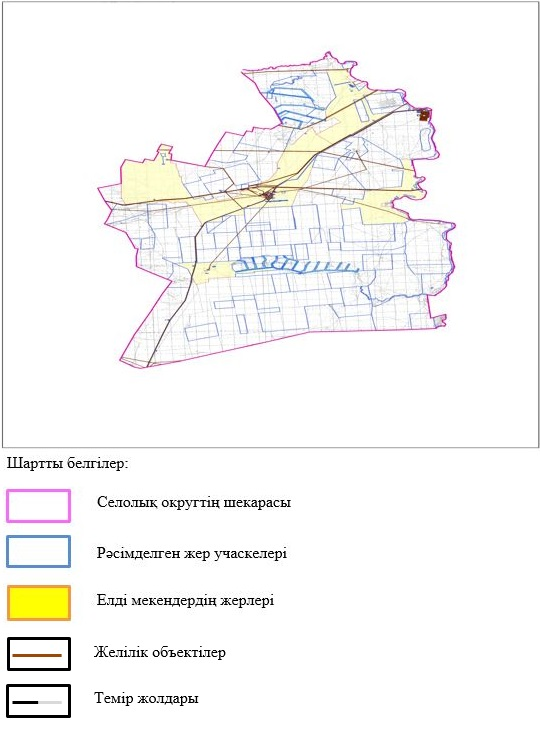 Шартты белгілер:
Селолық округтің шекарасы
Рәсімделген жер учаскелері
Елді мекендердің жерлері
Желілік объектілер
Темір жолдары